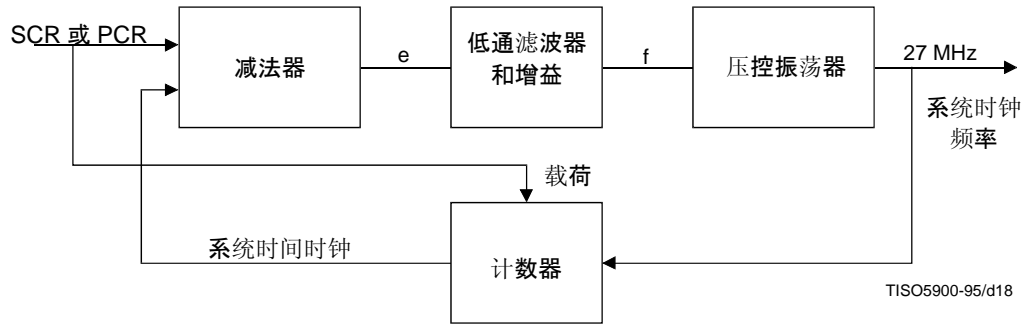 SCR 或 PCR
减法器
e
低通滤波器
和增益
f
压控振荡器
27 MHz
系统时钟
频率
载荷
系统时间时钟
计数器
TISO5900-95/d18